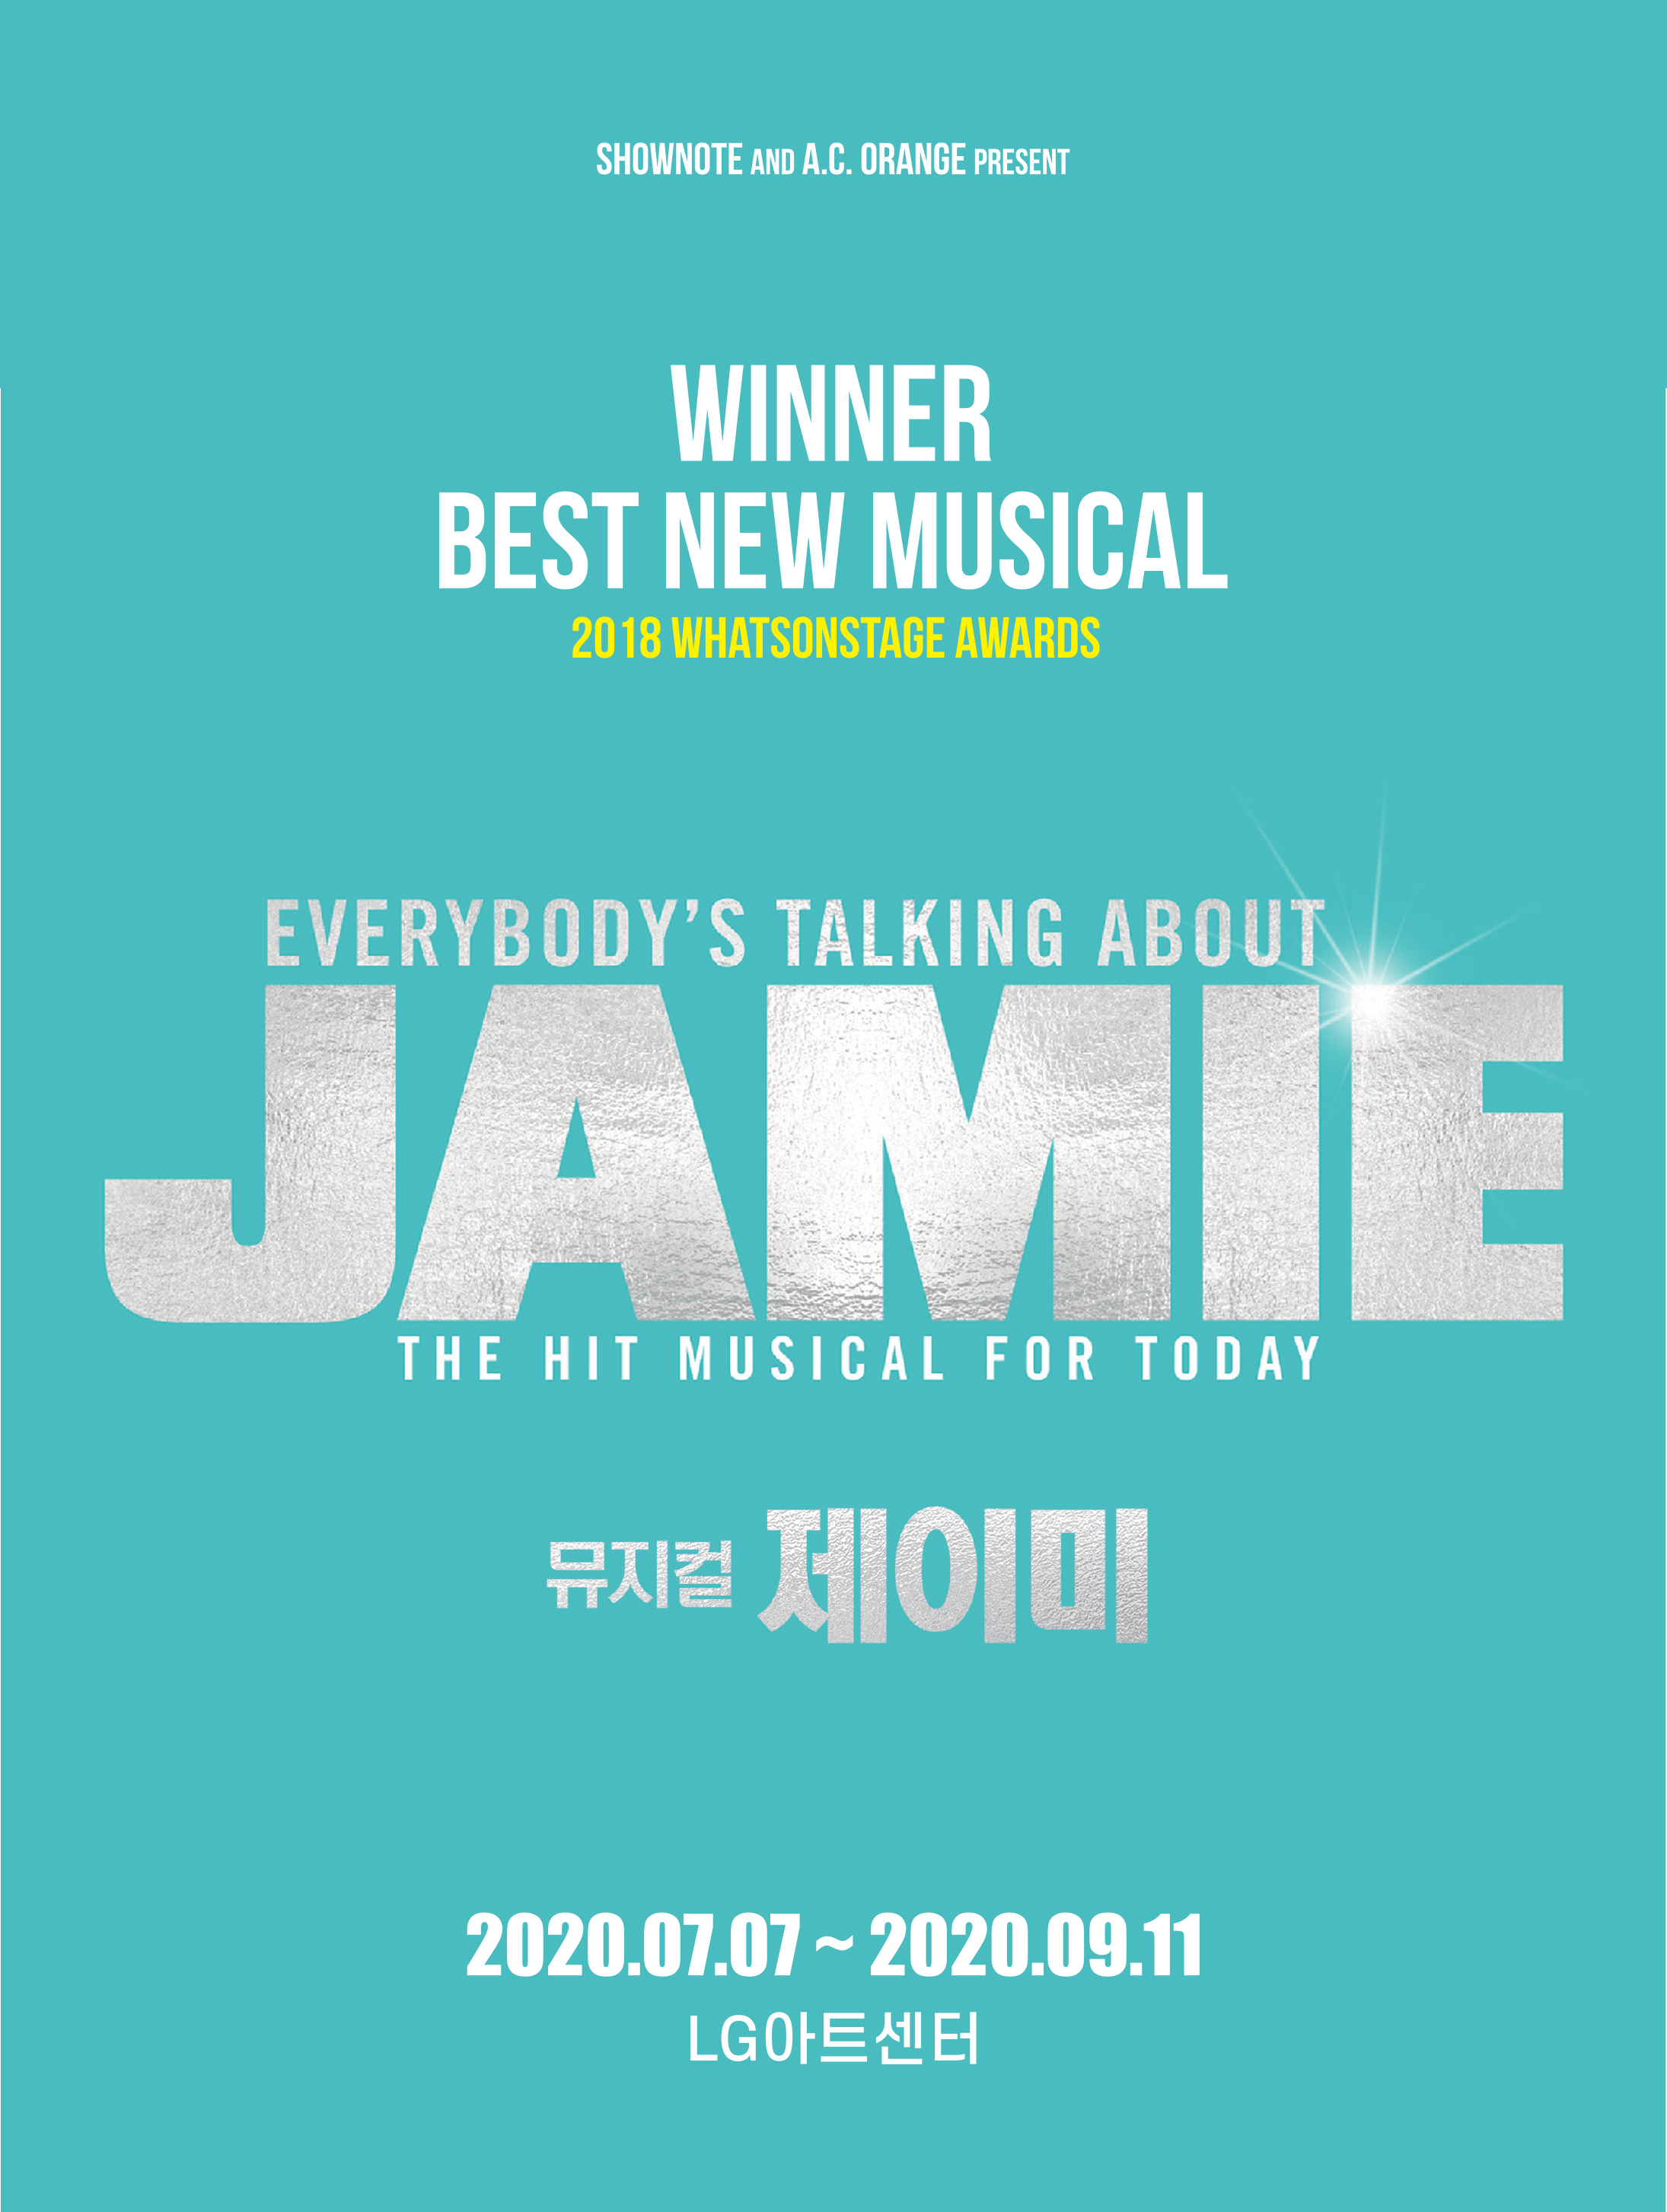 SHOWNOTE AND A.C. ORANGE PRESENT
WINNER
BEST NEW MUSICAL
2018 WHATSONSTAGE AWARDS
EVERYBODY'S TALKING ABOUT
JAMIE
THE HIT MUSICAL FOR TODAY
뮤지컬 제이미
2020.07.07 ~ 2020.09.11
LG아트센터